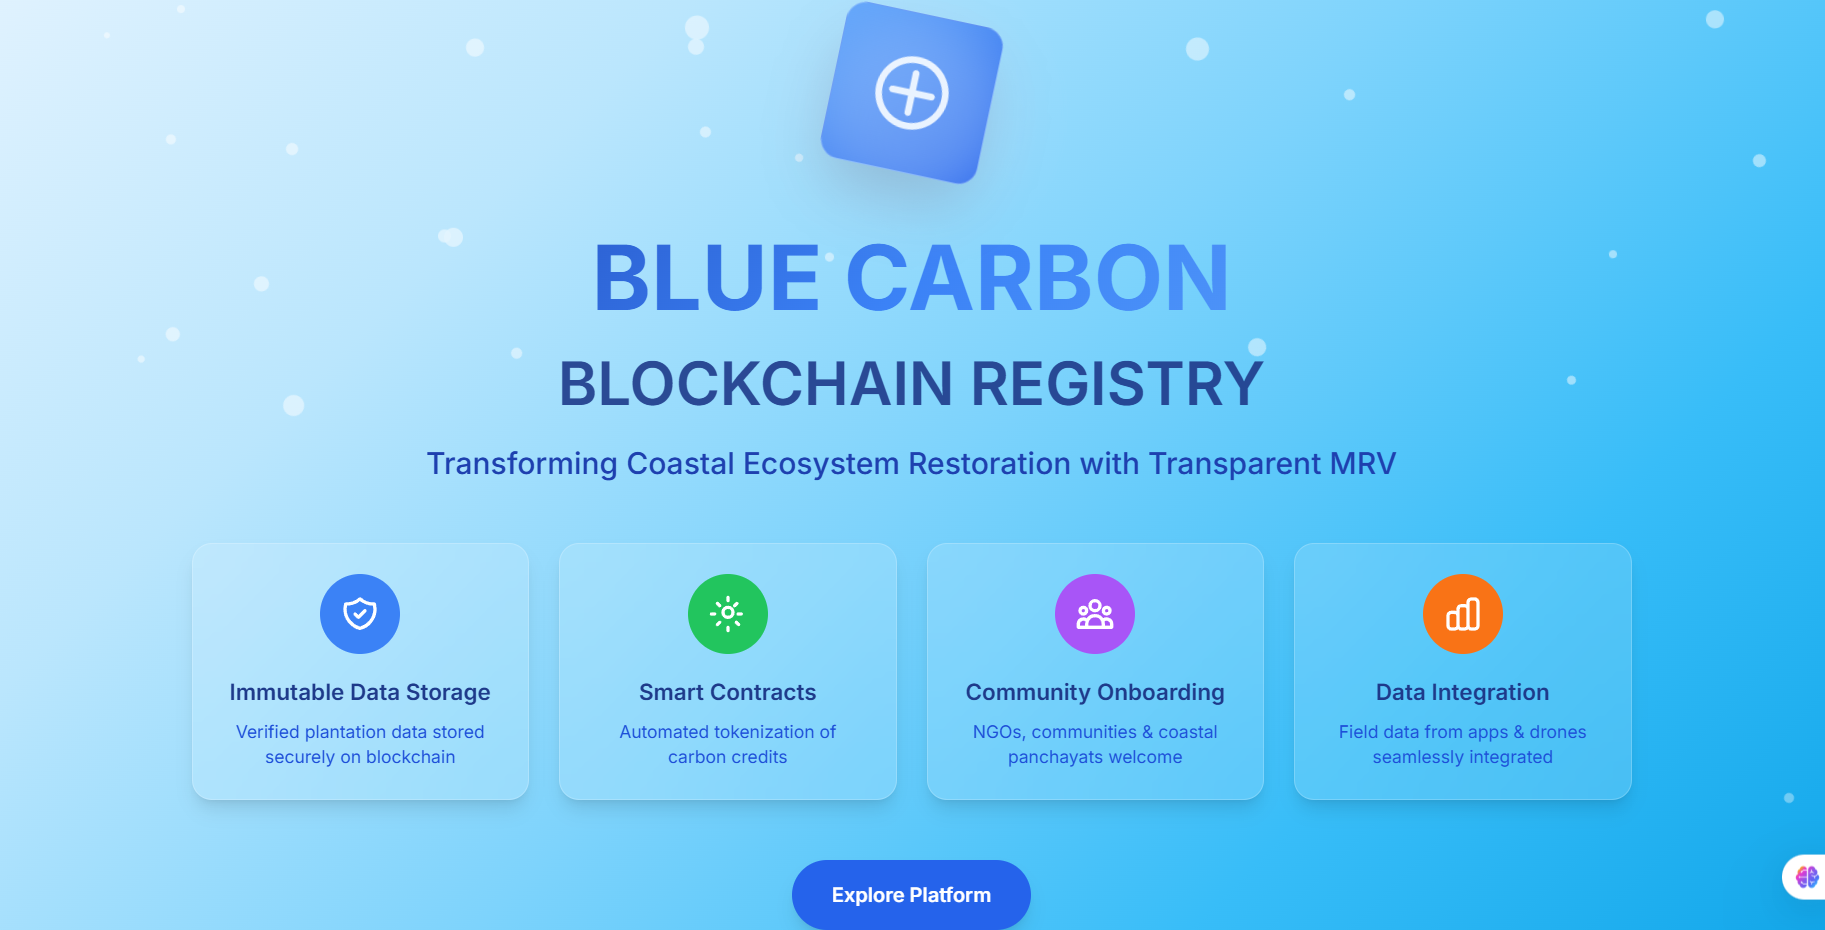 BLUE CARBON
BLOCKCHAIN REGISTRY
Transforming Coastal Ecosystem Restoration with Transparent MRV
Immutable Data Storage
Verified plantation data stored
securely on blockchain
Smart Contracts
Automated tokenization of
carbon credits
Community Onboarding
NGOs, communities & coastal
panchayats welcome
Data Integration
Field data from apps & drones
seamlessly integrated
Explore Platform